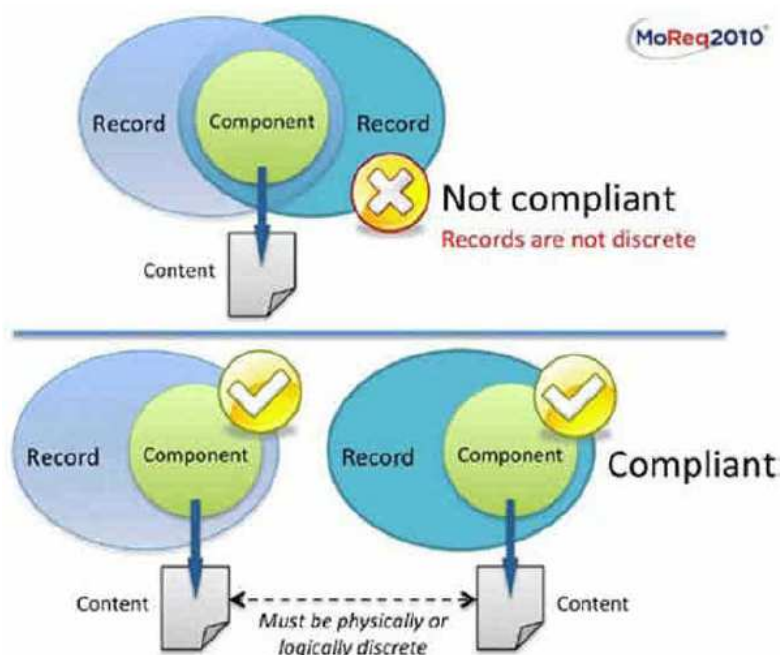 MoReq2010®
Record
Component
Record
Not compliant
Records are not discrete
Content
Record
Component
Record
Component
Compliant
Content
Must be physically or
logically discrete
Content